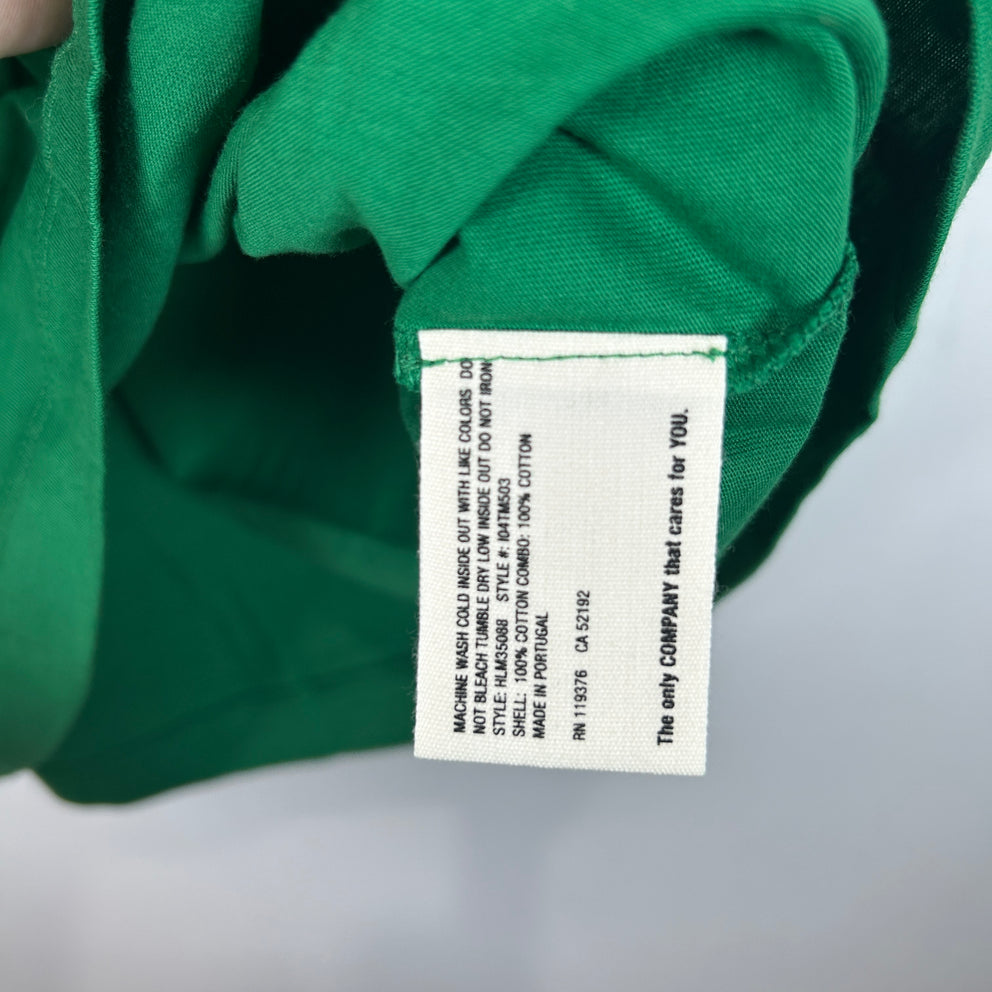 MACHINE WASH COLD INSIDE OUT WITH LIKE COLORS DO
NOT BLEACH TUMBLE DRY LOW INSIDE OUT DO NOT IRON
STYLE: HLM35088 STYLE #: I04TM503
SHELL: 100% COTTON COMBO: 100% COTTON
MADE IN PORTUGAL
RN 119376 CA 52192
The only COMPANY that cares for YOU.